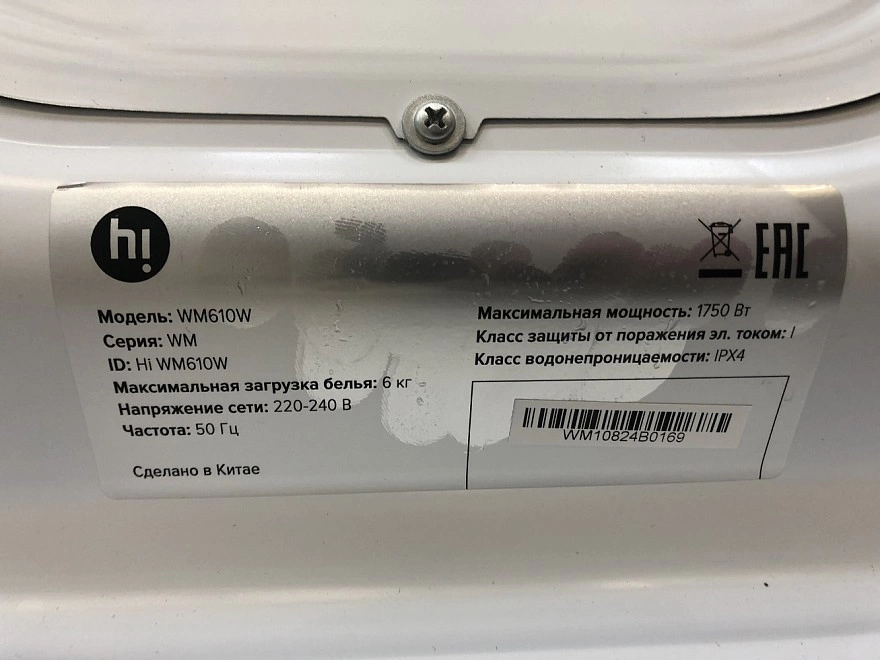 hi
EAC
Модель: WM610W
Серия: WM
ID: Hi WM610W
Максимальная загрузка белья: 6 кг
Напряжение сети: 220-240 В
Частота: 50 Гц
Сделано в Китае
Максимальная мощность: 1750 Вт
Класс защиты от поражения эл. током: I
Класс водонепроницаемости: IPX4
WM10824B0169